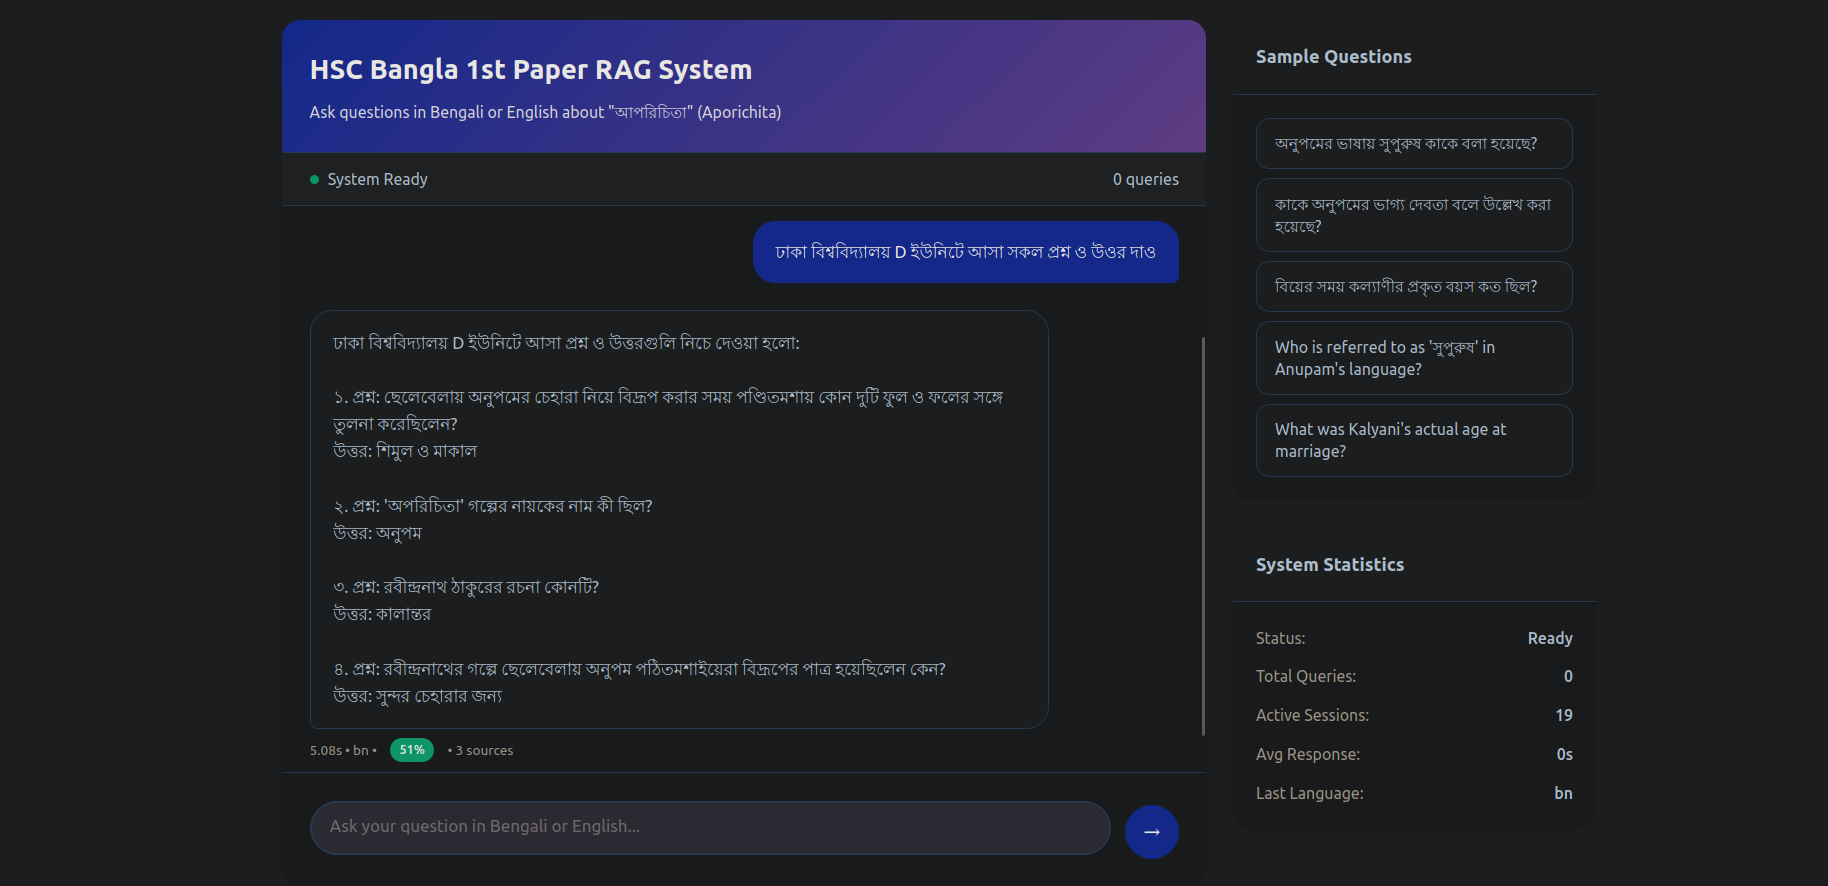 HSC Bangla 1st Paper RAG System
Ask questions in Bengali or English about "আপরিচিতা" (Aporichita)
System Ready
0 queries
ঢাকা বিশ্ববিদ্যালয় D ইউনিটে আসা সকল প্রশ্ন ও উওর দাও
ঢাকা বিশ্ববিদ্যালয় D ইউনিটে আসা প্রশ্ন ও উত্তরগুলি নিচে দেওয়া হলো:
১. প্রশ্ন: ছেলেবেলায় অনুপমের চেহারা নিয়ে বিদ্রূপ করার সময় পণ্ডিতমশায় কোন দুটি ফুল ও ফলের সঙ্গে
তুলনা করেছিলেন?
উত্তর: শিমুল ও মাকাল
২. প্রশ্ন: 'অপরিচিতা' গল্পের নায়কের নাম কী ছিল?
উত্তর: অনুপম
৩. প্রশ্ন: রবীন্দ্রনাথ ঠাকুরের রচনা কোনটি?
উত্তর: কালান্তর
৪. প্রশ্ন: রবীন্দ্রনাথের গল্পে ছেলেবেলায় অনুপম পঠিতমশাইয়েরা বিদ্রূপের পাত্র হয়েছিলেন কেন?
উত্তর: সুন্দর চেহারার জন্য
5.08s • bn • 51% • 3 sources
Ask your question in Bengali or English...
→
Sample Questions
অনুপমের ভাষায় সুপুরুষ কাকে বলা হয়েছে?
কাকে অনুপমের ভাগ্য দেবতা বলে উল্লেখ করা
হয়েছে?
বিয়ের সময় কল্যাণীর প্রকৃত বয়স কত ছিল?
Who is referred to as 'সুপুরুষ' in
Anupam's language?
What was Kalyani's actual age at
marriage?
System Statistics
Status: Ready
Total Queries: 0
Active Sessions: 19
Avg Response: 0s
Last Language: bn